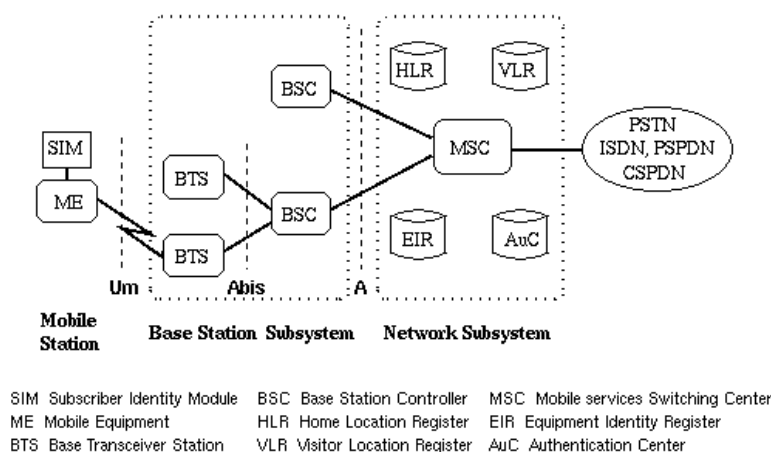 HLR VLR
BSC
PSTN
ISDN, PSPDN
CSPDN
SIM
MSC
BTS
ME
BSC
EIR AuC
BTS
Um Abis A
Mobile
Station
Base Station Subsystem
Network Subsystem
SIM Subscriber Identity Module BSC Base Station Controller MSC Mobile services Switching Center
ME Mobile Equipment HLR Home Location Register EIR Equipment Identity Register
BTS Base Transceiver Station VLR Visitor Location Register AuC Authentication Center